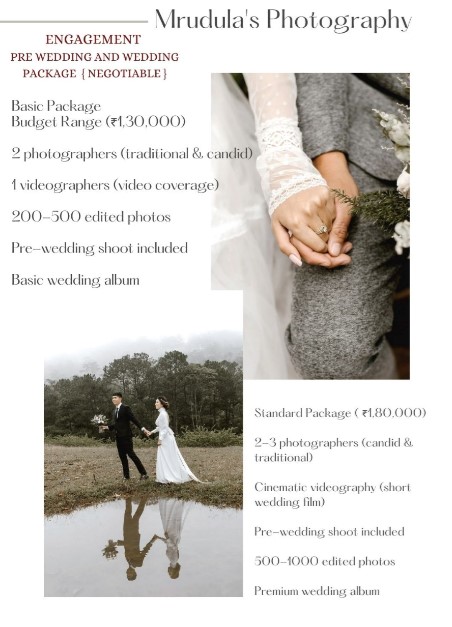 Mrudula's Photography
ENGAGEMENT
PRE WEDDING AND WEDDING
PACKAGE { NEGOTIABLE }
Basic Package
Budget Range (₹1,30,000)
2 photographers (traditional & candid)
1 videographers (video coverage)
200-500 edited photos
Pre-wedding shoot included
Basic wedding album
Standard Package ( ₹1,80,000)
2-3 photographers (candid &
traditional)
Cinematic videography (short
wedding film)
Pre-wedding shoot included
500-1000 edited photos
Premium wedding album